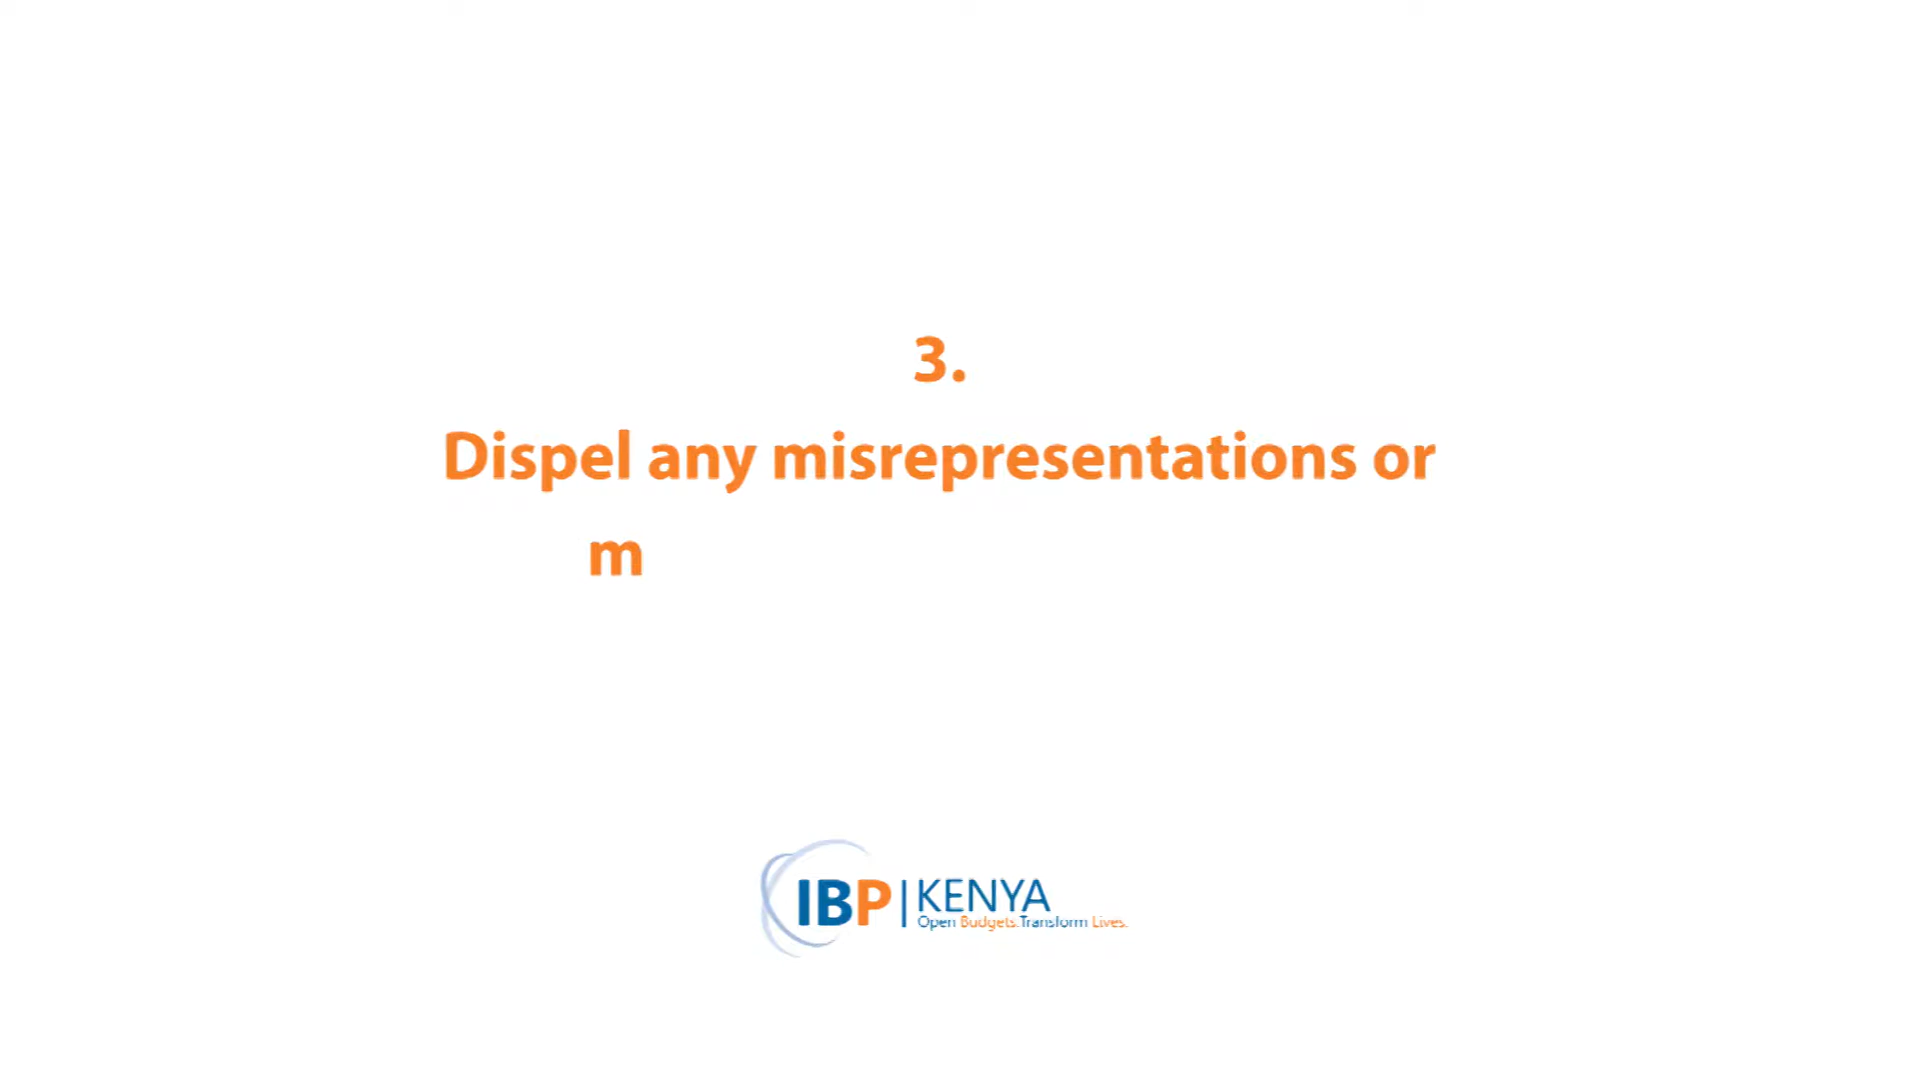 3.
Dispel any misrepresentations or
m
IBP | KENYA
Open Budgets.Transform Lives.